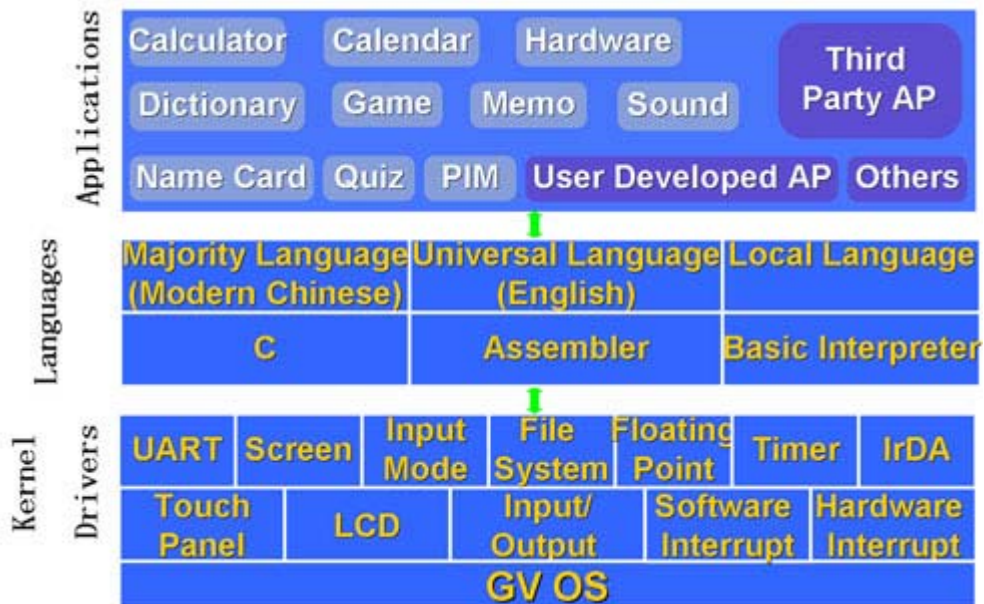 Applications
Calculator Calendar Hardware
Third
Party AP
Dictionary Game Memo Sound
Name Card Quiz PIM User Developed AP Others
Languages
Majority Language
(Modern Chinese)
Universal Language
(English)
Local Language
C Assembler Basic Interpreter
Kernel
Drivers
UART Screen
Input
Mode
File
System
Floating
Point
Timer IrDA
Touch
Panel
LCD
Input/
Output
Software
Interrupt
Hardware
Interrupt
GV OS